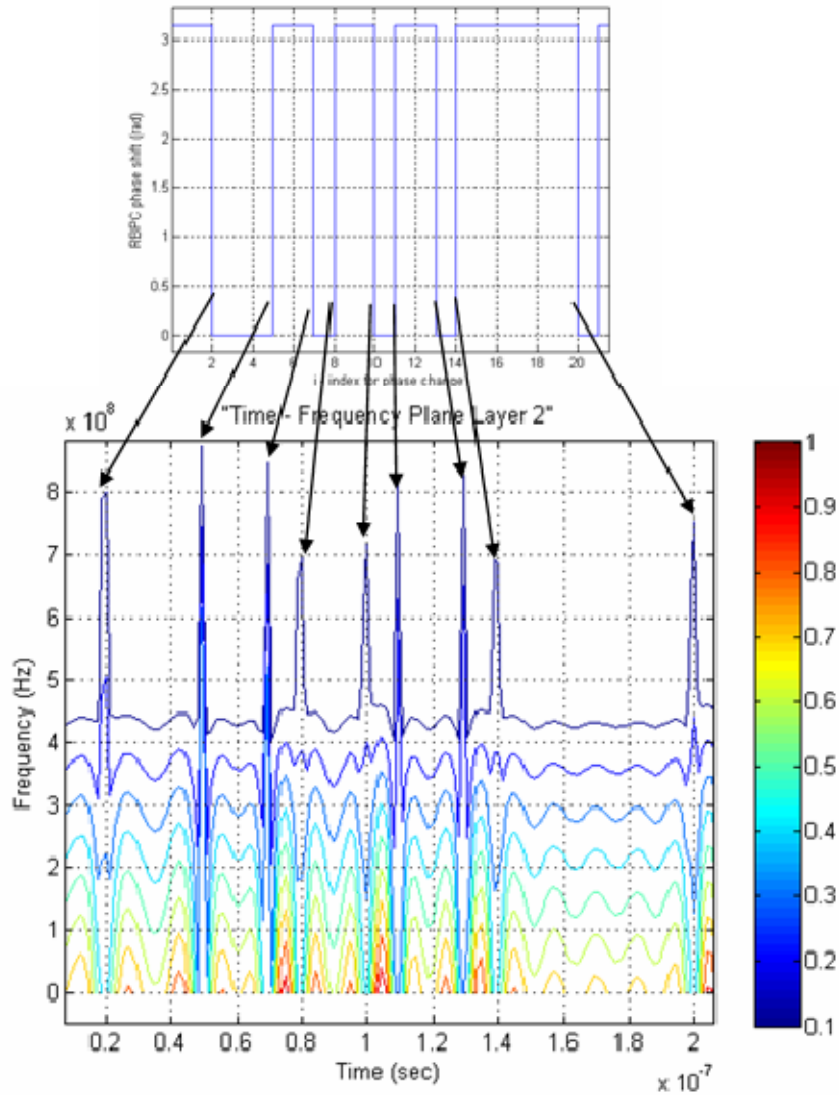 3
2.5
2
1.5
1
0.5
0
RBIPC phase shift (rad)
2 4 6 8 10 12 14 16 18 20
i - index for phase change
x 10^8
"Time - Frequency Plane Layer 2"
8
7
6
5
4
3
2
1
0
Frequency (Hz)
0.2 0.4 0.6 0.8 1 1.2 1.4 1.6 1.8 2
Time (sec)
x 10^-7
1
0.9
0.8
0.7
0.6
0.5
0.4
0.3
0.2
0.1